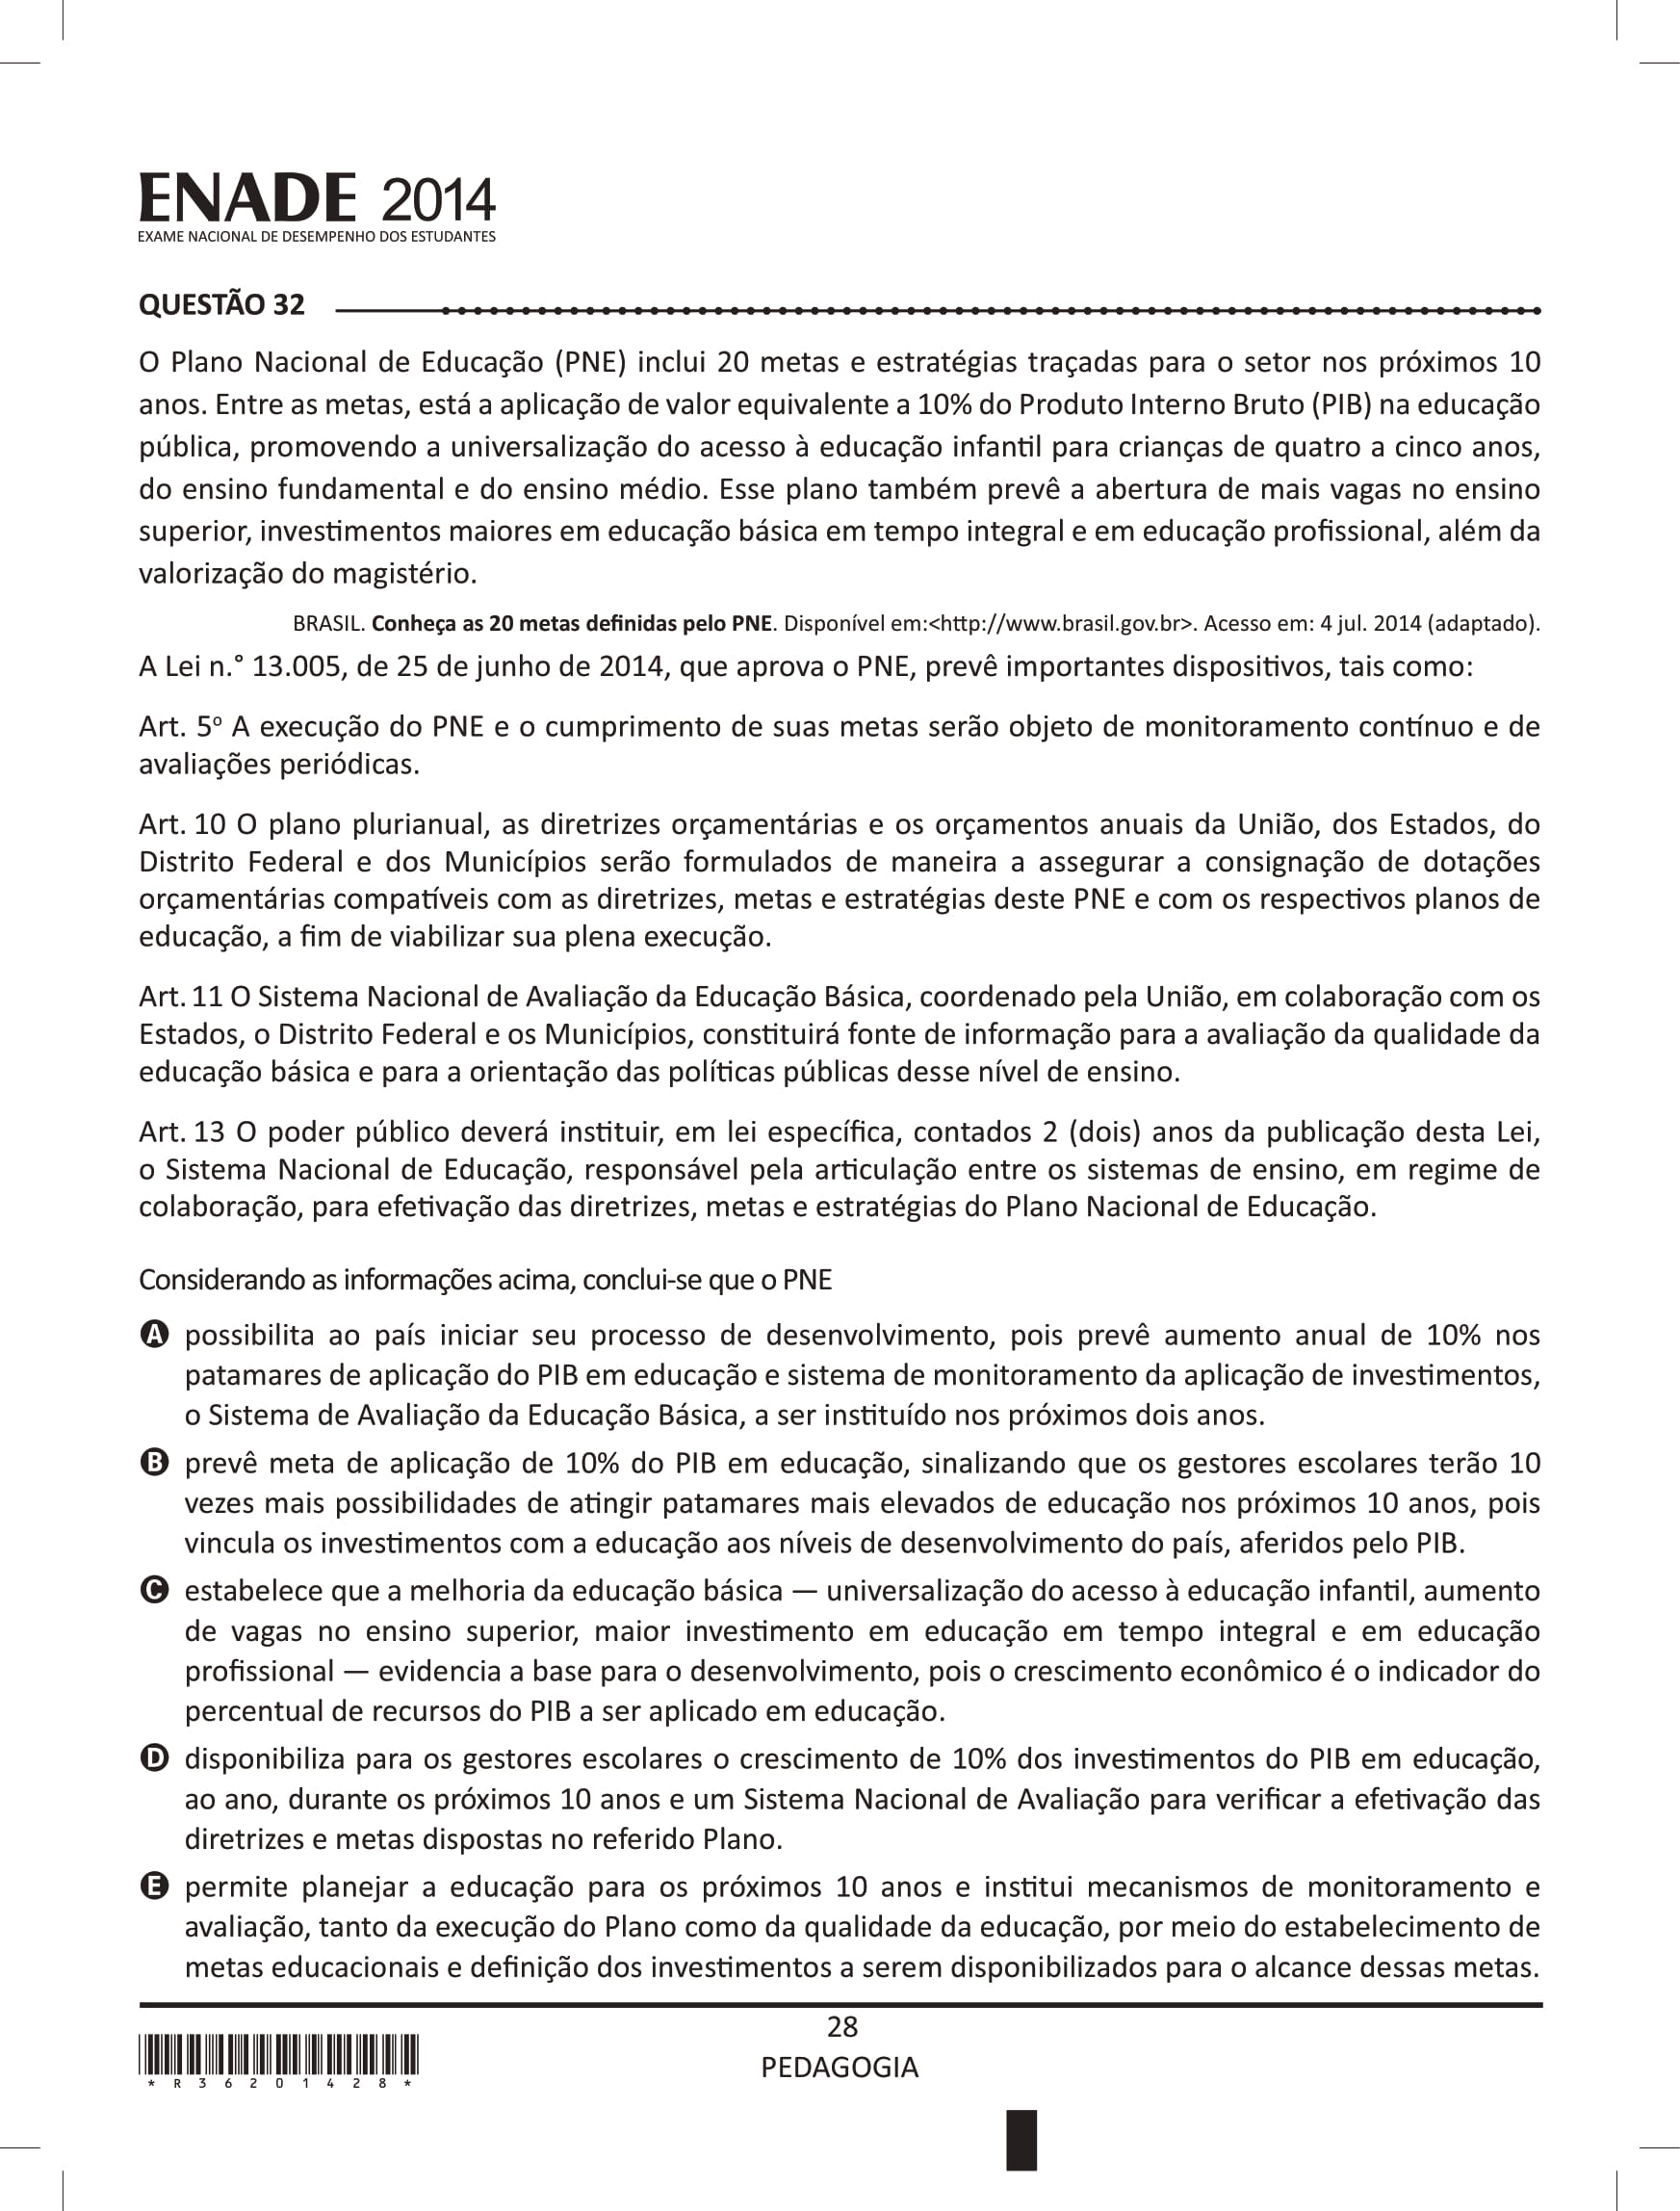 ENADE 2014
EXAME NACIONAL DE DESEMPENHO DOS ESTUDANTES
QUESTÃO 32
O Plano Nacional de Educação (PNE) inclui 20 metas e estratégias traçadas para o setor nos próximos 10
anos. Entre as metas, está a aplicação de valor equivalente a 10% do Produto Interno Bruto (PIB) na educação
pública, promovendo a universalização do acesso à educação infantil para crianças de quatro a cinco anos,
do ensino fundamental e do ensino médio. Esse plano também prevê a abertura de mais vagas no ensino
superior, investimentos maiores em educação básica em tempo integral e em educação profissional, além da
valorização do magistério.
BRASIL. Conheça as 20 metas definidas pelo PNE. Disponível em:<http://www.brasil.gov.br>. Acesso em: 4 jul. 2014 (adaptado).
A Lei n.° 13.005, de 25 de junho de 2014, que aprova o PNE, prevê importantes dispositivos, tais como:
Art. 5º A execução do PNE e o cumprimento de suas metas serão objeto de monitoramento contínuo e de
avaliações periódicas.
Art. 10 O plano plurianual, as diretrizes orçamentárias e os orçamentos anuais da União, dos Estados, do
Distrito Federal e dos Municípios serão formulados de maneira a assegurar a consignação de dotações
orçamentárias compatíveis com as diretrizes, metas e estratégias deste PNE e com os respectivos planos de
educação, a fim de viabilizar sua plena execução.
Art. 11 O Sistema Nacional de Avaliação da Educação Básica, coordenado pela União, em colaboração com os
Estados, o Distrito Federal e os Municípios, constituirá fonte de informação para a avaliação da qualidade da
educação básica e para a orientação das políticas públicas desse nível de ensino.
Art. 13 O poder público deverá instituir, em lei específica, contados 2 (dois) anos da publicação desta Lei,
o Sistema Nacional de Educação, responsável pela articulação entre os sistemas de ensino, em regime de
colaboração, para efetivação das diretrizes, metas e estratégias do Plano Nacional de Educação.
Considerando as informações acima, conclui-se que o PNE
A possibilita ao país iniciar seu processo de desenvolvimento, pois prevê aumento anual de 10% nos
patamares de aplicação do PIB em educação e sistema de monitoramento da aplicação de investimentos,
o Sistema de Avaliação da Educação Básica, a ser instituído nos próximos dois anos.
B prevê meta de aplicação de 10% do PIB em educação, sinalizando que os gestores escolares terão 10
vezes mais possibilidades de atingir patamares mais elevados de educação nos próximos 10 anos, pois
vincula os investimentos com a educação aos níveis de desenvolvimento do país, aferidos pelo PIB.
C estabelece que a melhoria da educação básica — universalização do acesso à educação infantil, aumento
de vagas no ensino superior, maior investimento em educação em tempo integral e em educação
profissional — evidencia a base para o desenvolvimento, pois o crescimento econômico é o indicador do
percentual de recursos do PIB a ser aplicado em educação.
D disponibiliza para os gestores escolares o crescimento de 10% dos investimentos do PIB em educação,
ao ano, durante os próximos 10 anos e um Sistema Nacional de Avaliação para verificar a efetivação das
diretrizes e metas dispostas no referido Plano.
E permite planejar a educação para os próximos 10 anos e institui mecanismos de monitoramento e
avaliação, tanto da execução do Plano como da qualidade da educação, por meio do estabelecimento de
metas educacionais e definição dos investimentos a serem disponibilizados para o alcance dessas metas.
28
PEDAGOGIA
* R 3 6 2 0 1 4 2 8 *